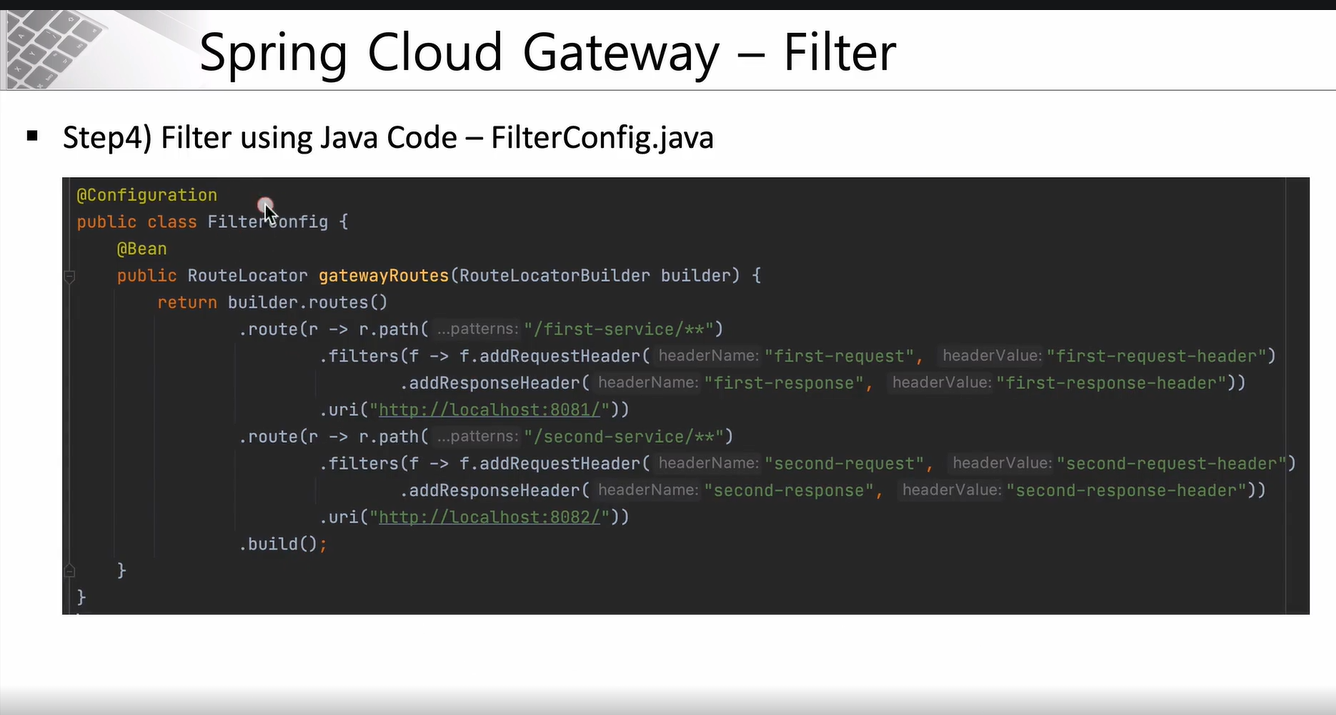 Spring Cloud Gateway – Filter
▪ Step4) Filter using Java Code – FilterConfig.java
@Configuration
public class FilterConfig {
@Bean
public RouteLocator gatewayRoutes(RouteLocatorBuilder builder) {
return builder.routes()
.route(r -> r.path( ...patterns: "/first-service/**")
.filters(f -> f.addRequestHeader( headerName: "first-request", headerValue: "first-request-header")
.addResponseHeader( headerName: "first-response", headerValue: "first-response-header"))
.uri("http://localhost:8081/"))
.route(r -> r.path( ...patterns: "/second-service/**")
.filters(f -> f.addRequestHeader( headerName: "second-request", headerValue: "second-request-header")
.addResponseHeader( headerName: "second-response", headerValue: "second-response-header"))
.uri("http://localhost:8082/"))
.build();
}
}